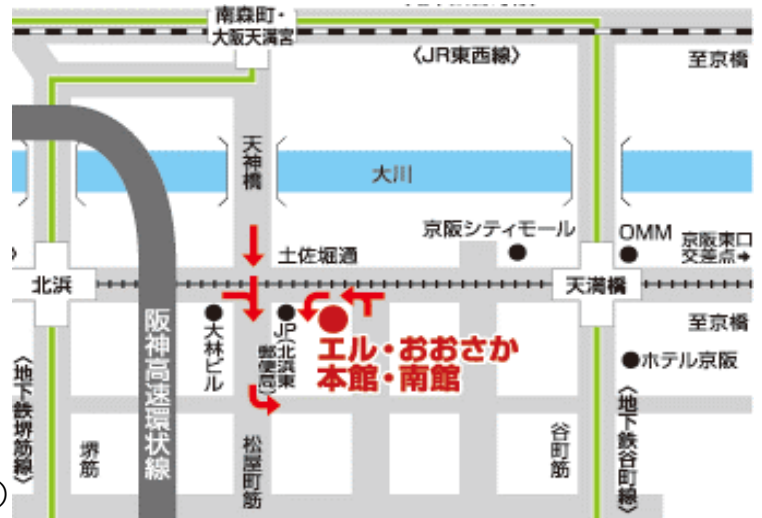 南森町・
大阪天満宮
〈JR東西線〉
至京橋
天神橋
大川
京阪シティモール
OMM
京阪東口
交差点
土佐堀通
北浜
天満橋
阪神高速環状線
大林ビル
JP(北浜東
郵便局)
エル・おおさか
本館・南館
至京橋
ホテル京阪
〈地下鉄堺筋線〉
堺筋
松屋町筋
谷町筋
〈地下鉄谷町線〉